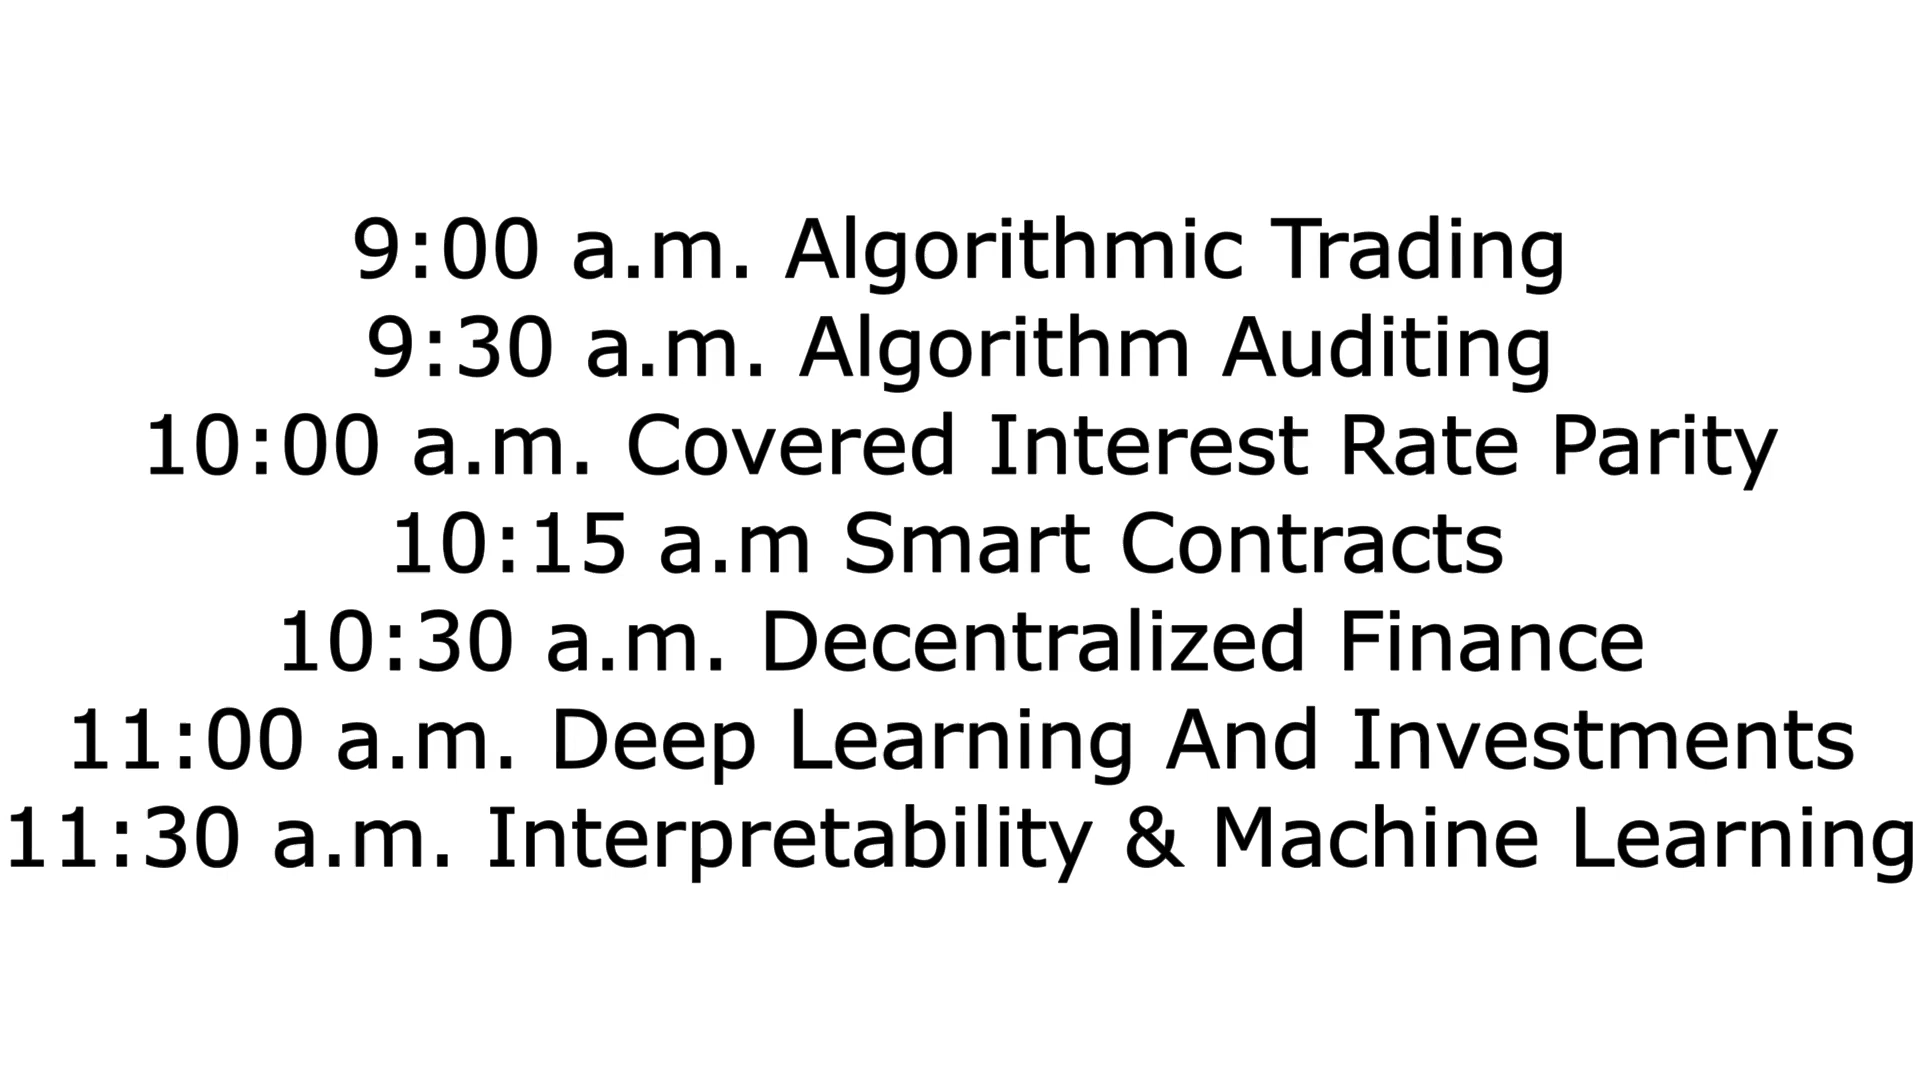 9:00 a.m. Algorithmic Trading
9:30 a.m. Algorithm Auditing
10:00 a.m. Covered Interest Rate Parity
10:15 a.m Smart Contracts
10:30 a.m. Decentralized Finance
11:00 a.m. Deep Learning And Investments
11:30 a.m. Interpretability & Machine Learning